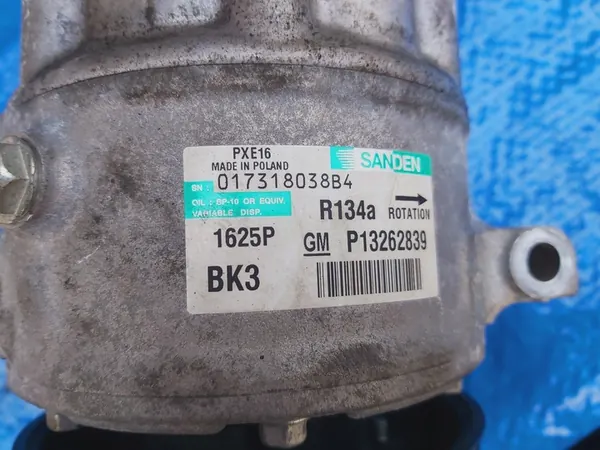 PXE16
MADE IN POLAND
SANDEN
SN: 017318038B4
OIL: SP-10 OR EQUIV.
VARIABLE DISP.
R134a
ROTATION
1625P
GM P13262839
BK3